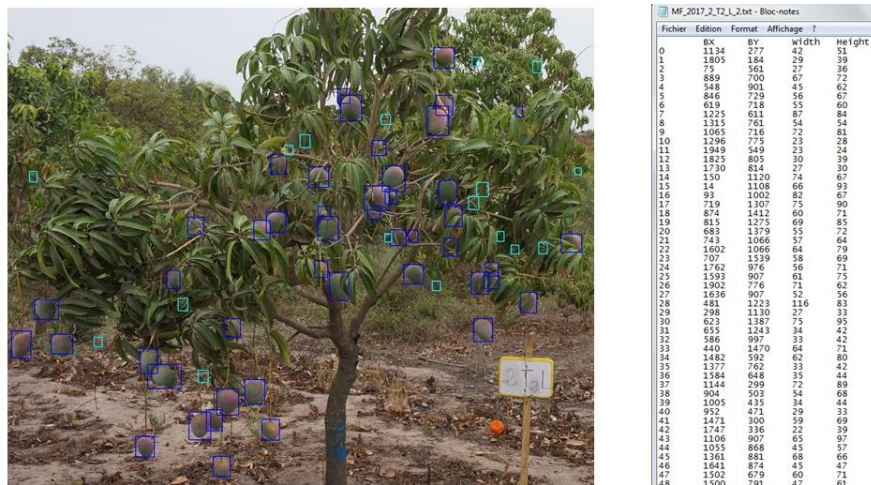 2 T 2 L
MF_2017_2_T2_L_2.txt - Bloc-notes
Fichier Edition Format Affichage ?
BX BY Width Height
0 1134 277 42 51
1 1805 184 29 39
2 75 561 27 36
3 889 700 67 72
4 548 901 45 62
5 846 729 56 67
6 619 718 55 60
7 1225 611 87 84
8 1315 761 54 54
9 1065 716 72 81
10 1296 775 23 28
11 1949 549 23 24
12 1825 805 30 39
13 1730 814 27 30
14 150 1120 74 67
15 14 1108 66 93
16 93 1002 82 67
17 719 1307 75 90
18 874 1412 60 71
19 815 1275 69 85
20 683 1379 55 72
21 743 1066 57 64
22 1602 1066 64 79
23 707 1539 58 69
24 1762 976 56 71
25 1593 907 61 75
26 1902 776 71 62
27 1636 907 52 56
28 481 1223 116 83
29 298 1130 27 33
30 623 1387 75 95
31 655 1243 34 42
32 586 997 33 42
33 440 1470 64 71
34 1482 592 62 80
35 1377 762 33 42
36 1584 648 35 44
37 1144 299 72 89
38 904 503 54 68
39 1005 435 34 44
40 952 471 29 33
41 1471 300 59 69
42 1747 336 22 39
43 1106 907 65 97
44 1055 868 45 57
45 1361 881 68 66
46 1641 874 45 47
47 1502 679 60 71
48 1500 791 47 61